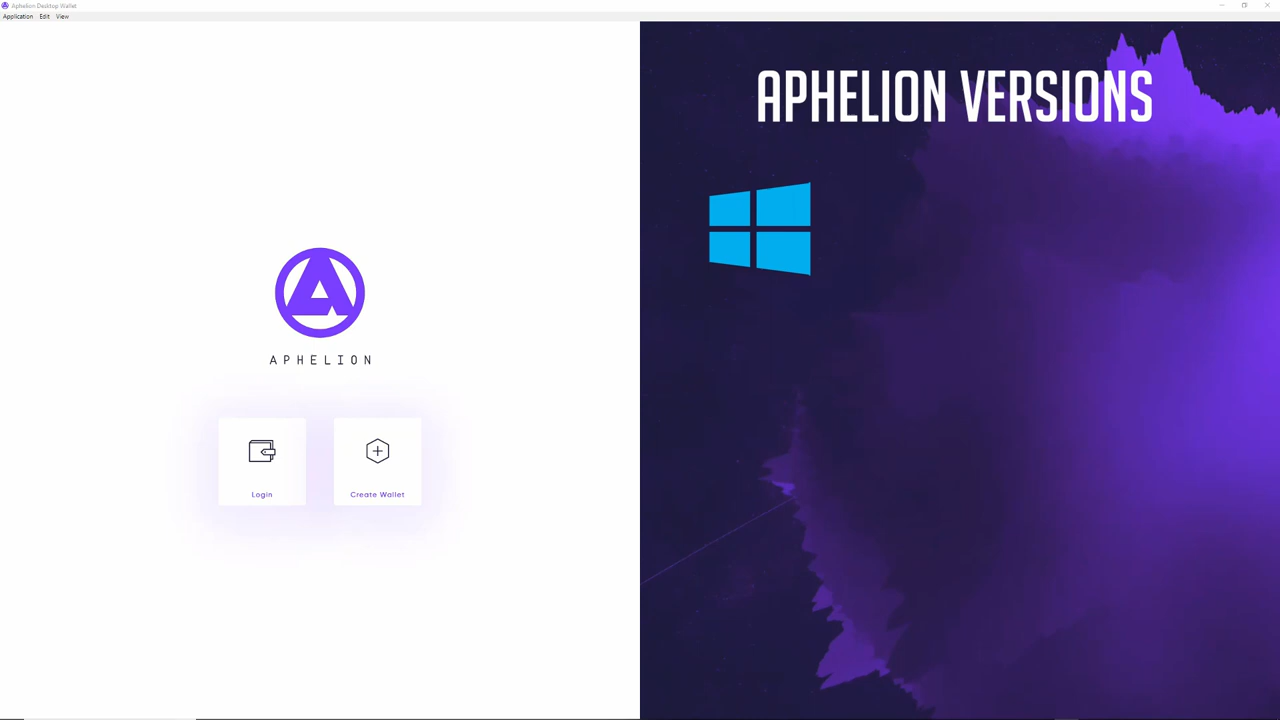 Aphelion Desktop Wallet
Application Edit View
APHELION VERSIONS
APHELION
Login
Create Wallet